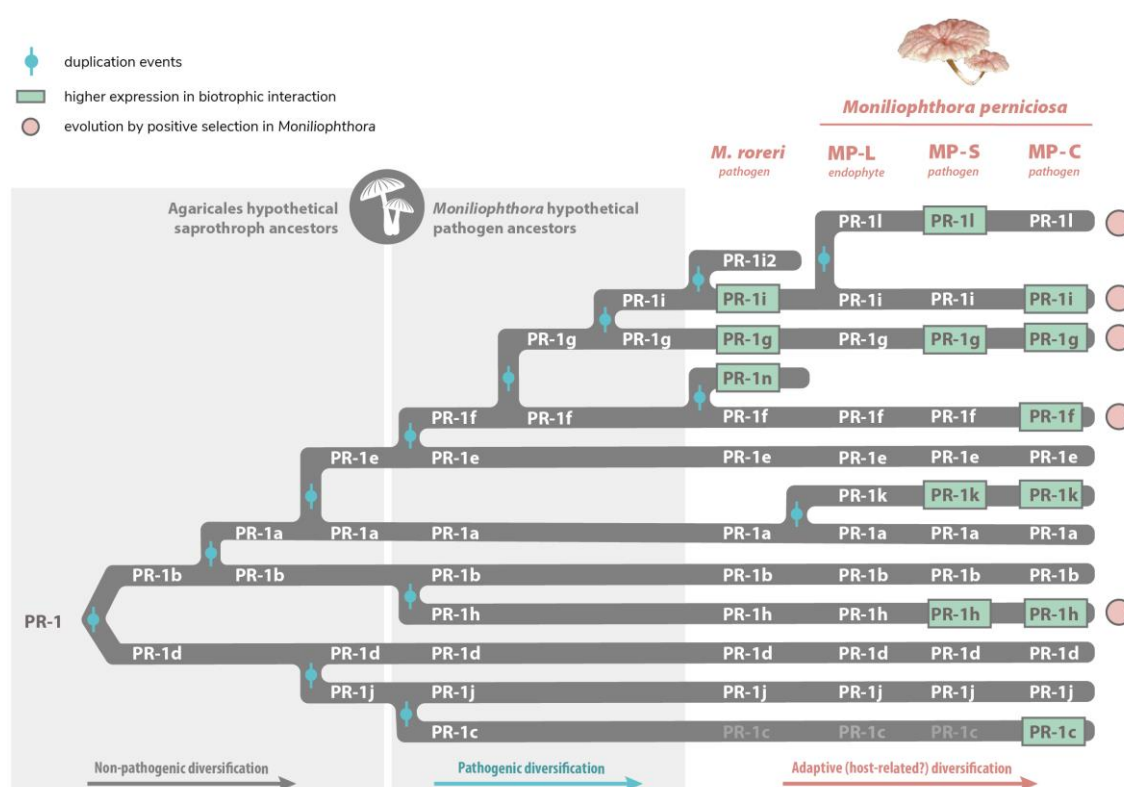 duplication events
higher expression in biotrophic interaction
evolution by positive selection in Moniliophthora
Moniliophthora perniciosa
M. roreri MP-L MP-S MP-C
pathogen endophyte pathogen pathogen
Agaricales hypothetical
saprothroph ancestors
Moniliophthora hypothetical
pathogen ancestors
PR-1l PR-1l PR-1l
PR-1i2
PR-1i PR-1i PR-1i PR-1i PR-1i
PR-1g PR-1g PR-1g PR-1g PR-1g PR-1g
PR-1n
PR-1f PR-1f PR-1f PR-1f PR-1f PR-1f
PR-1e PR-1e PR-1e PR-1e PR-1e PR-1e
PR-1k PR-1k PR-1k
PR-1a PR-1a PR-1a PR-1a PR-1a PR-1a PR-1a
PR-1b PR-1b PR-1b PR-1b PR-1b PR-1b PR-1b
PR-1h PR-1h PR-1h PR-1h PR-1h
PR-1
PR-1d PR-1d PR-1d PR-1d PR-1d PR-1d PR-1d
PR-1j PR-1j PR-1j PR-1j PR-1j PR-1j
PR-1c PR-1c PR-1c PR-1c PR-1c
Non-pathogenic diversification
Pathogenic diversification
Adaptive (host-related?) diversification